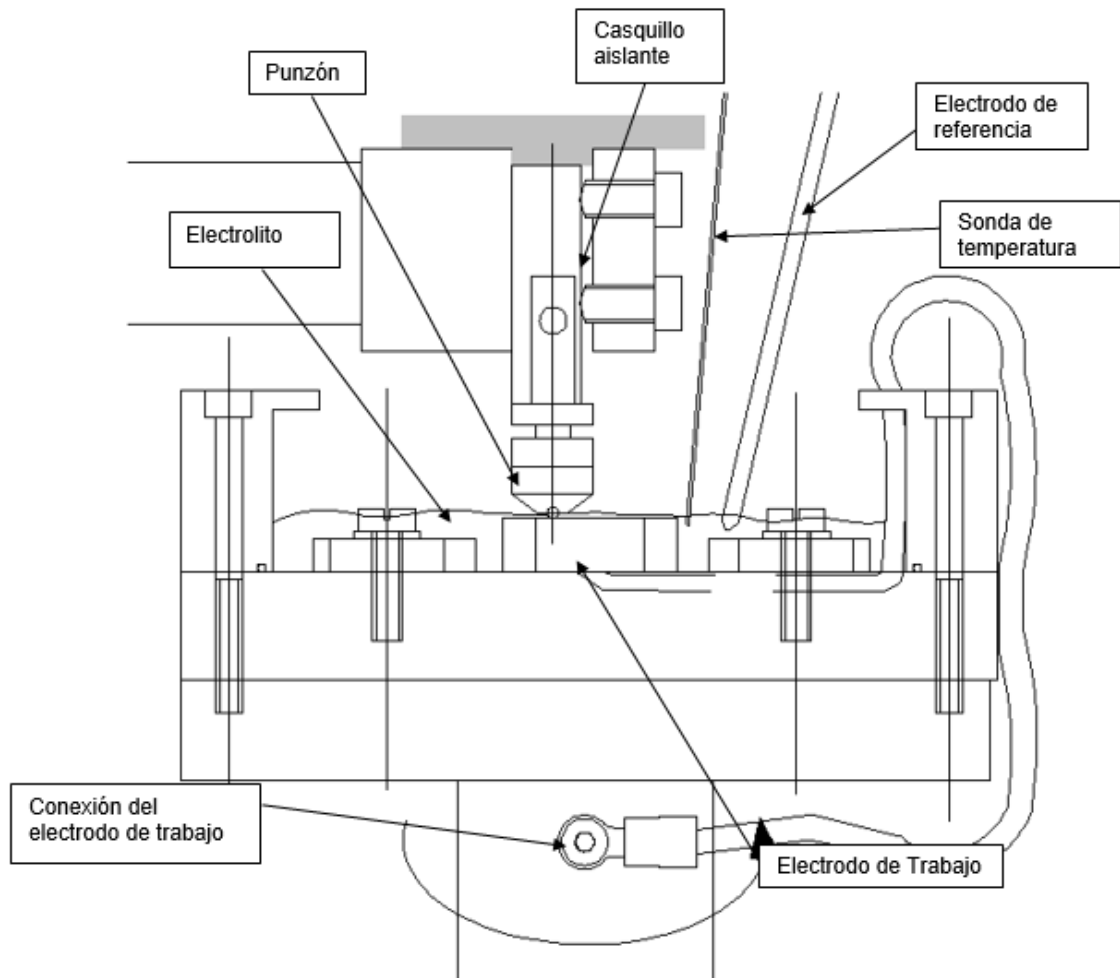 Casquillo
aislante
Punzón
Electrodo de
referencia
Electrolito
Sonda de
temperatura
Conexión del
electrodo de trabajo
Electrodo de Trabajo